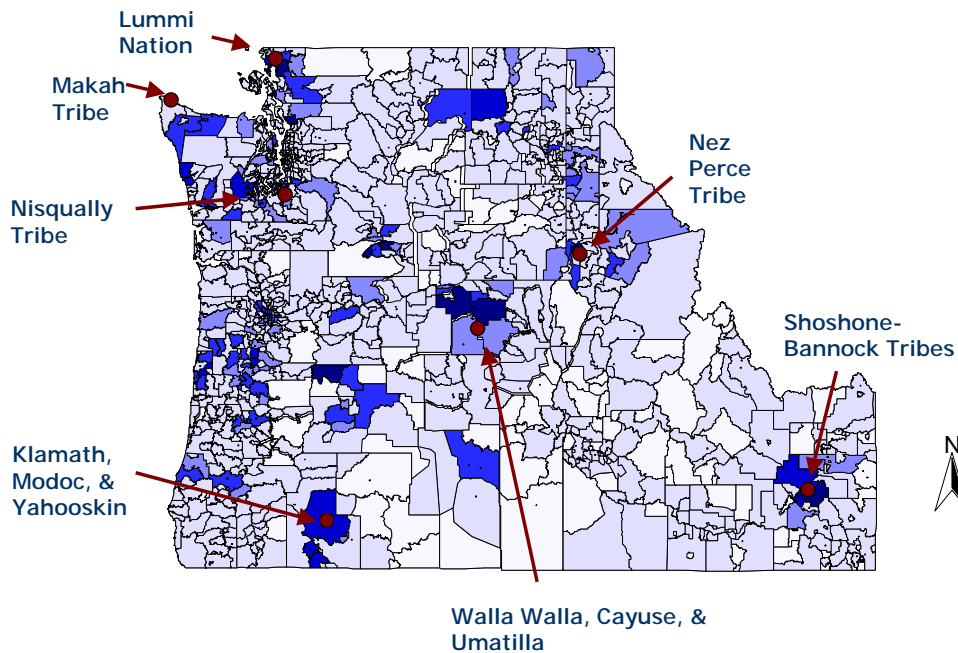 Lummi
Nation
Makah
Tribe
Nez
Perce
Tribe
Nisqually
Tribe
Shoshone-
Bannock Tribes
Klamath,
Modoc, &
Yahooskin
N
Walla Walla, Cayuse, &
Umatilla